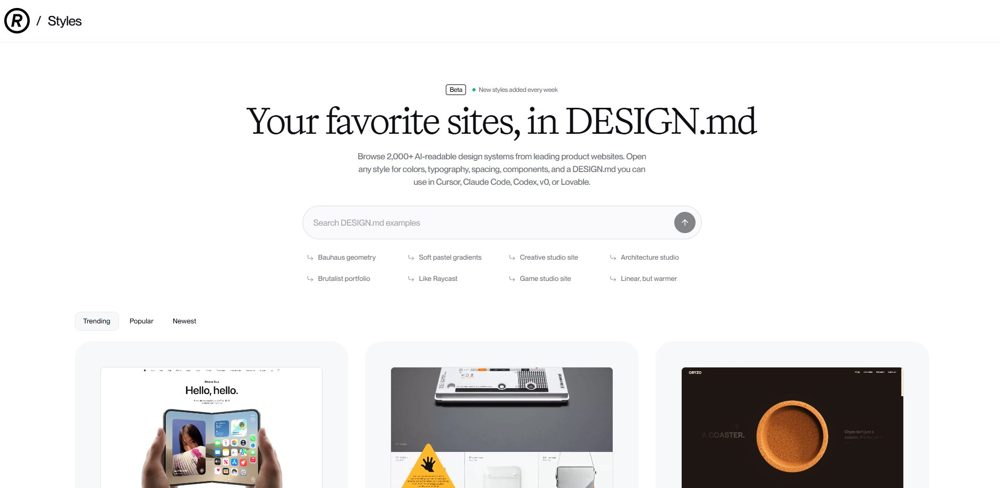 R / Styles
Beta New styles added every week
Your favorite sites, in DESIGN.md
Browse 2,000+ AI-readable design systems from leading product websites. Open
any style for colors, typography, spacing, components, and a DESIGN.md you can
use in Cursor, Claude Code, Codex, v0, or Lovable.
Search DESIGN.md examples
Bauhaus geometry
Soft pastel gradients
Creative studio site
Architecture studio
Brutalist portfolio
Like Raycast
Game studio site
Linear, but warmer
Trending
Popular
Newest
Hello, hello.
A COASTER.